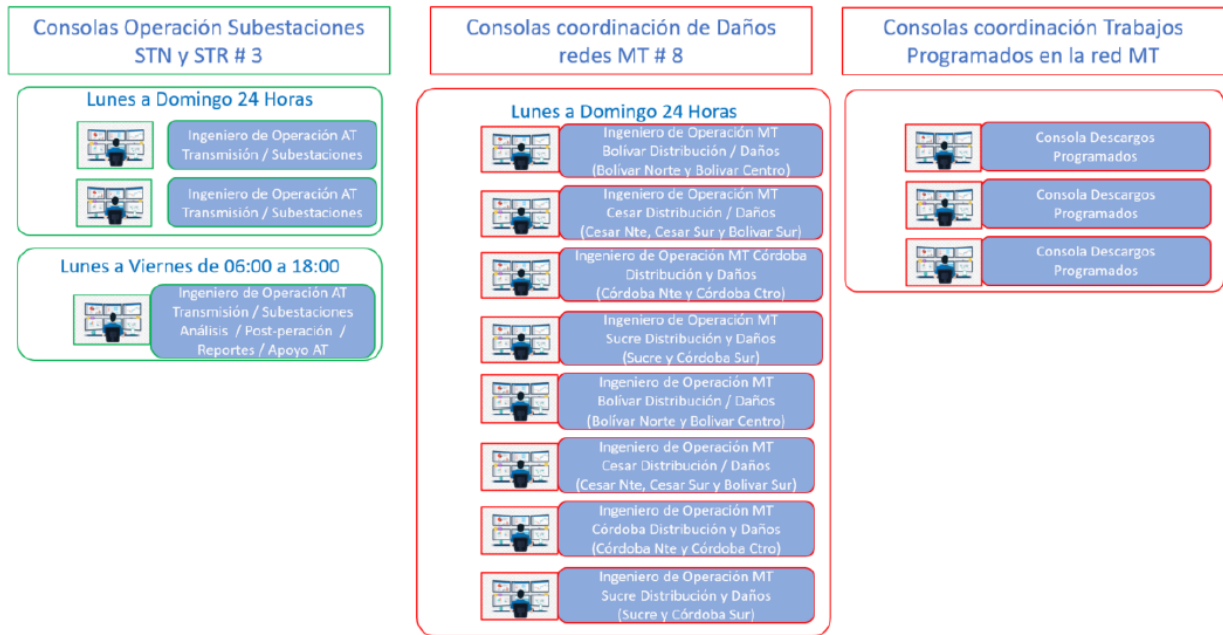 Consolas Operación Subestaciones
STN y STR # 3
Lunes a Domingo 24 Horas
Ingeniero de Operación AT
Transmisión / Subestaciones
Ingeniero de Operación AT
Transmisión / Subestaciones
Lunes a Viernes de 06:00 a 18:00
Ingeniero de Operación AT
Transmisión / Subestaciones
Análisis / Post-peración /
Reportes / Apoyo AT
Consolas coordinación de Daños
redes MT # 8
Lunes a Domingo 24 Horas
Ingeniero de Operación MT
Bolívar Distribución / Daños
(Bolívar Norte y Bolivar Centro)
Ingeniero de Operación MT
Cesar Distribución / Daños
(Cesar Nte, Cesar Sur y Bolivar Sur)
Ingeniero de Operación MT Córdoba
Distribución y Daños
(Córdoba Nte y Córdoba Ctro)
Ingeniero de Operación MT
Sucre Distribución y Daños
(Sucre y Córdoba Sur)
Ingeniero de Operación MT
Bolívar Distribución / Daños
(Bolívar Norte y Bolivar Centro)
Ingeniero de Operación MT
Cesar Distribución / Daños
(Cesar Nte, Cesar Sur y Bolivar Sur)
Ingeniero de Operación MT
Córdoba Distribución y Daños
(Córdoba Nte y Córdoba Ctro)
Ingeniero de Operación MT
Sucre Distribución y Daños
(Sucre y Córdoba Sur)
Consolas coordinación Trabajos
Programados en la red MT
Consola Descargos
Programados
Consola Descargos
Programados
Consola Descargos
Programados